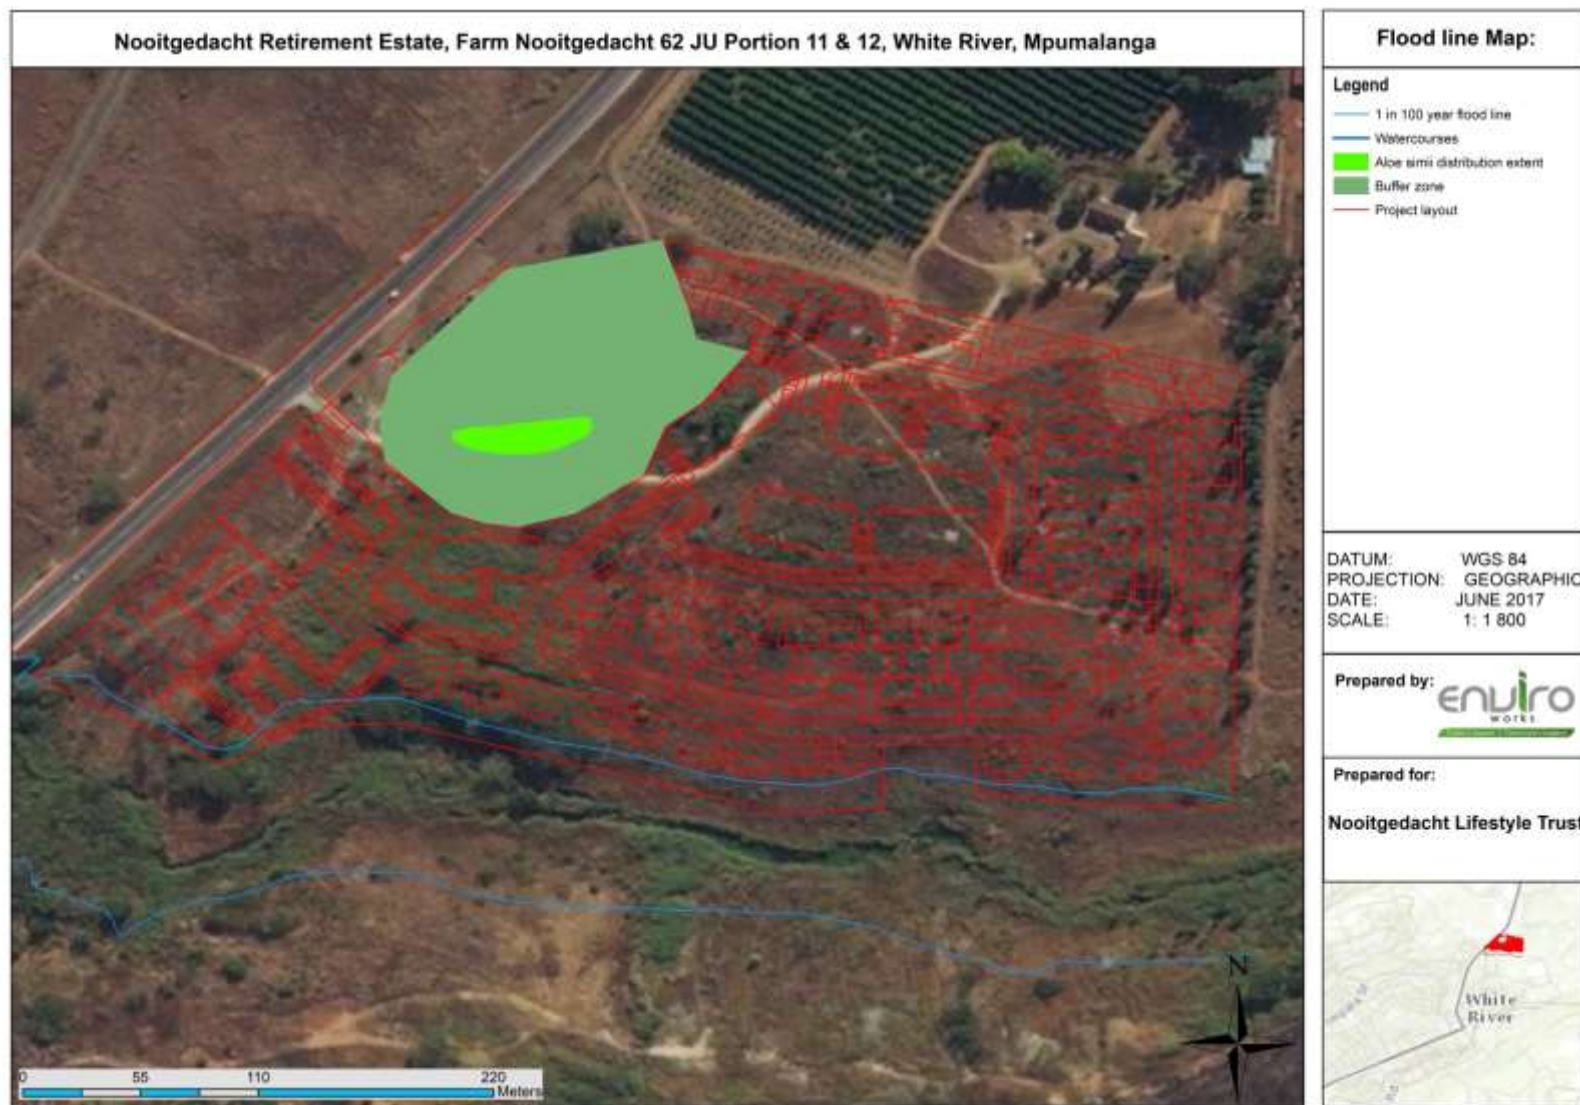 Nooitgedacht Retirement Estate, Farm Nooitgedacht 62 JU Portion 11 & 12, White River, Mpumalanga
Flood line Map:
Legend
1 in 100 year flood line
Watercourses
Aloe simii distribution extent
Buffer zone
Project layout
DATUM: WGS 84
PROJECTION: GEOGRAPHIC
DATE: JUNE 2017
SCALE: 1: 1 800
Prepared by:
enviro
works
Prepared for:
Nooitgedacht Lifestyle Trust
White
River
Rd
N
0 55 110 220
Meters